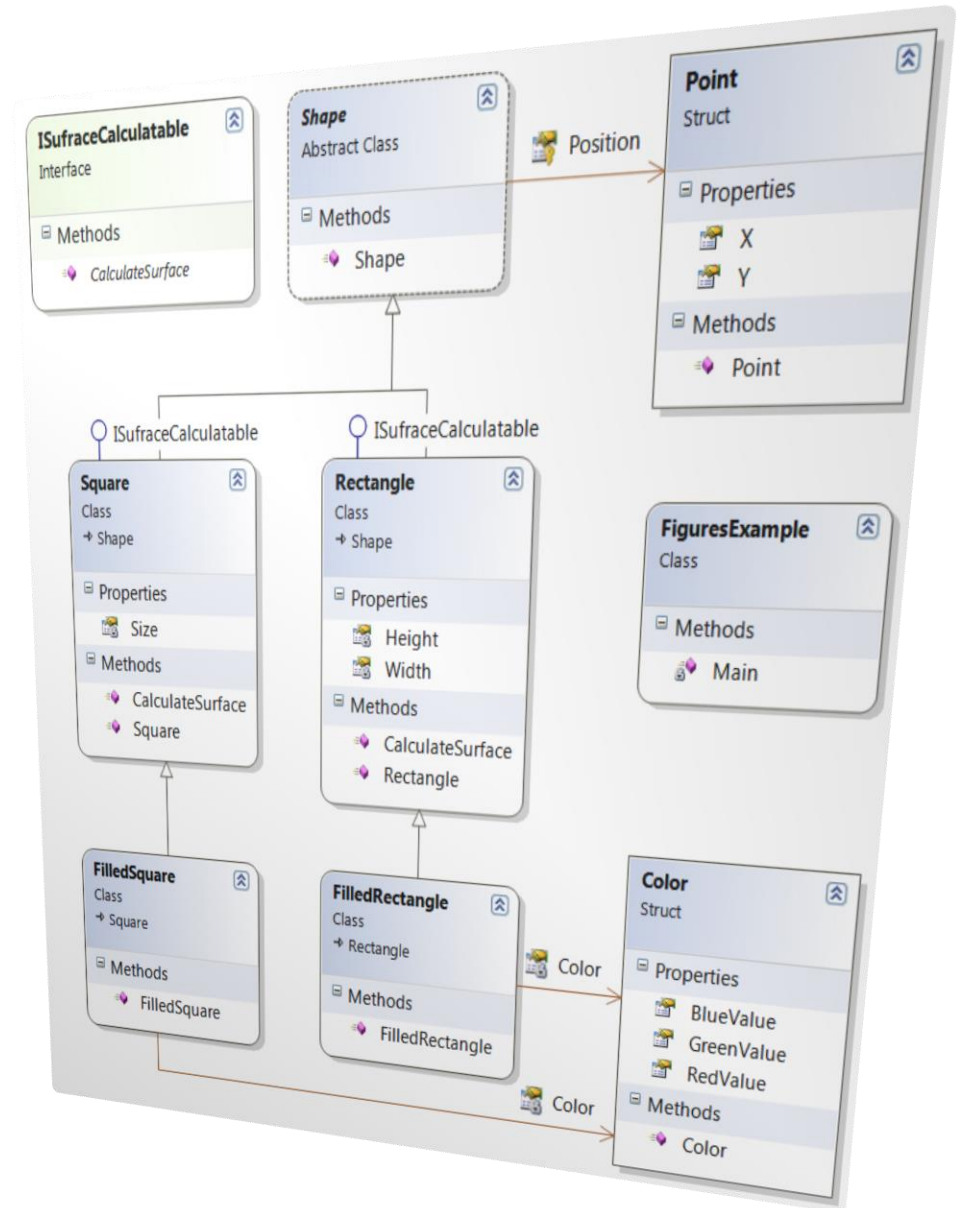 ISufraceCalculatable
Interface
Methods
CalculateSurface
Shape
Abstract Class
Methods
Shape
Position
Point
Struct
Properties
X
Y
Methods
Point
ISufraceCalculatable
Square
Class
Shape
Properties
Size
Methods
CalculateSurface
Square
ISufraceCalculatable
Rectangle
Class
Shape
Properties
Height
Width
Methods
CalculateSurface
Rectangle
FiguresExample
Class
Methods
Main
FilledSquare
Class
Square
Methods
FilledSquare
FilledRectangle
Class
Rectangle
Methods
FilledRectangle
Color
Color
Color
Struct
Properties
BlueValue
GreenValue
RedValue
Methods
Color